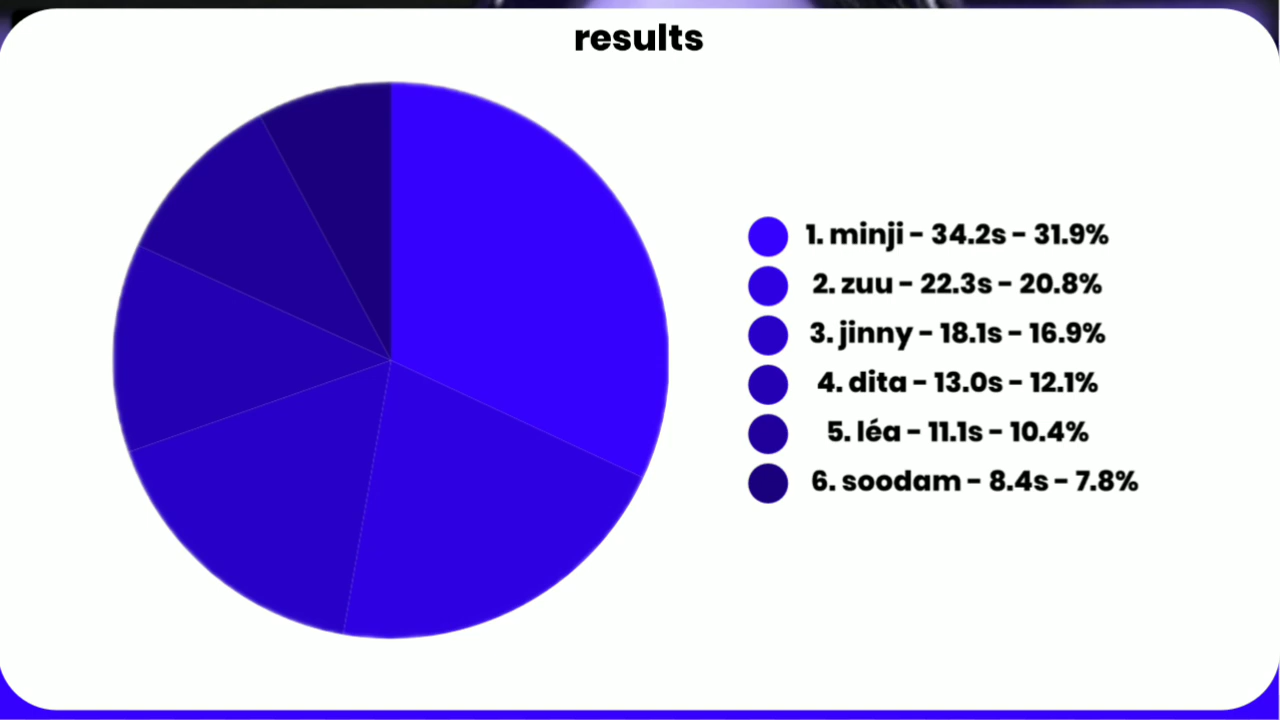 results
1. minji - 34.2s - 31.9%
2. zuu - 22.3s - 20.8%
3. jinny - 18.1s - 16.9%
4. dita - 13.0s - 12.1%
5. léa - 11.1s - 10.4%
6. soodam - 8.4s - 7.8%